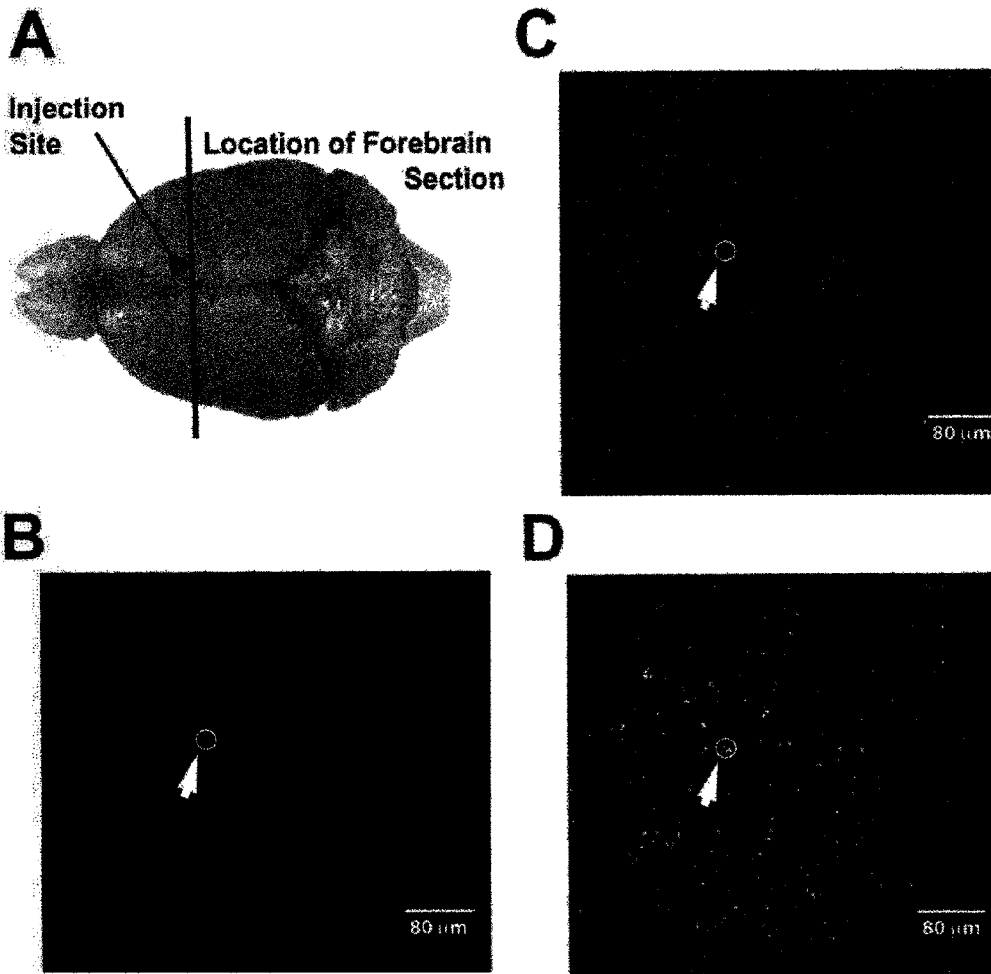 A
Injection
Site
Location of Forebrain
Section
C
80 µm
B
80 µm
D
80 µm